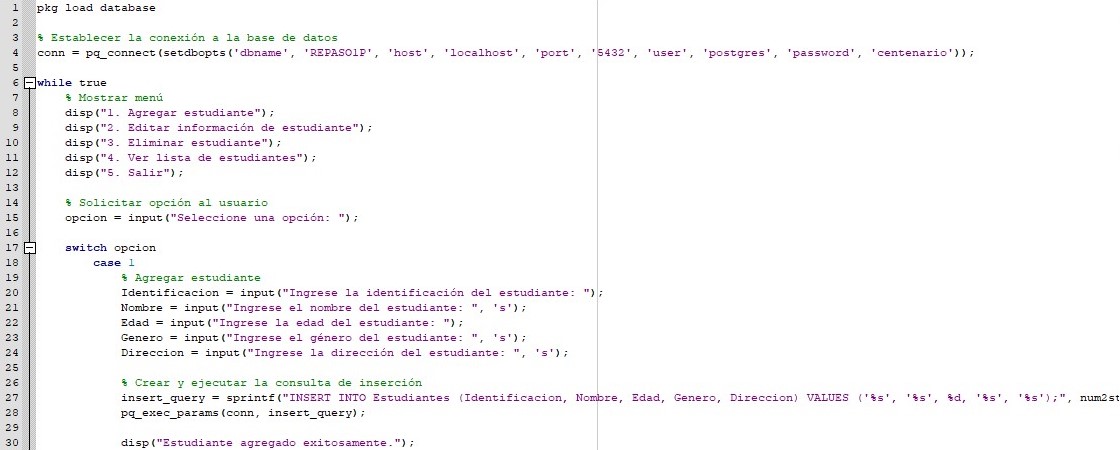 1 pkg load database
2
3 % Establecer la conexión a la base de datos
4 conn = pq_connect(setdbopts('dbname', 'REPASO1P', 'host', 'localhost', 'port', '5432', 'user', 'postgres', 'password', 'centenario'));
5
6 while true
7 % Mostrar menú
8 disp("1. Agregar estudiante");
9 disp("2. Editar información de estudiante");
10 disp("3. Eliminar estudiante");
11 disp("4. Ver lista de estudiantes");
12 disp("5. Salir");
13
14 % Solicitar opción al usuario
15 opcion = input("Seleccione una opción: ");
16
17 switch opcion
18 case 1
19 % Agregar estudiante
20 Identificacion = input("Ingrese la identificación del estudiante: ");
21 Nombre = input("Ingrese el nombre del estudiante: ", 's');
22 Edad = input("Ingrese la edad del estudiante: ");
23 Genero = input("Ingrese el género del estudiante: ", 's');
24 Direccion = input("Ingrese la dirección del estudiante: ", 's');
25
26 % Crear y ejecutar la consulta de inserción
27 insert_query = sprintf("INSERT INTO Estudiantes (Identificacion, Nombre, Edad, Genero, Direccion) VALUES ('%s', '%s', %d, '%s', '%s');", num2st
28 pq_exec_params(conn, insert_query);
29
30 disp("Estudiante agregado exitosamente.");